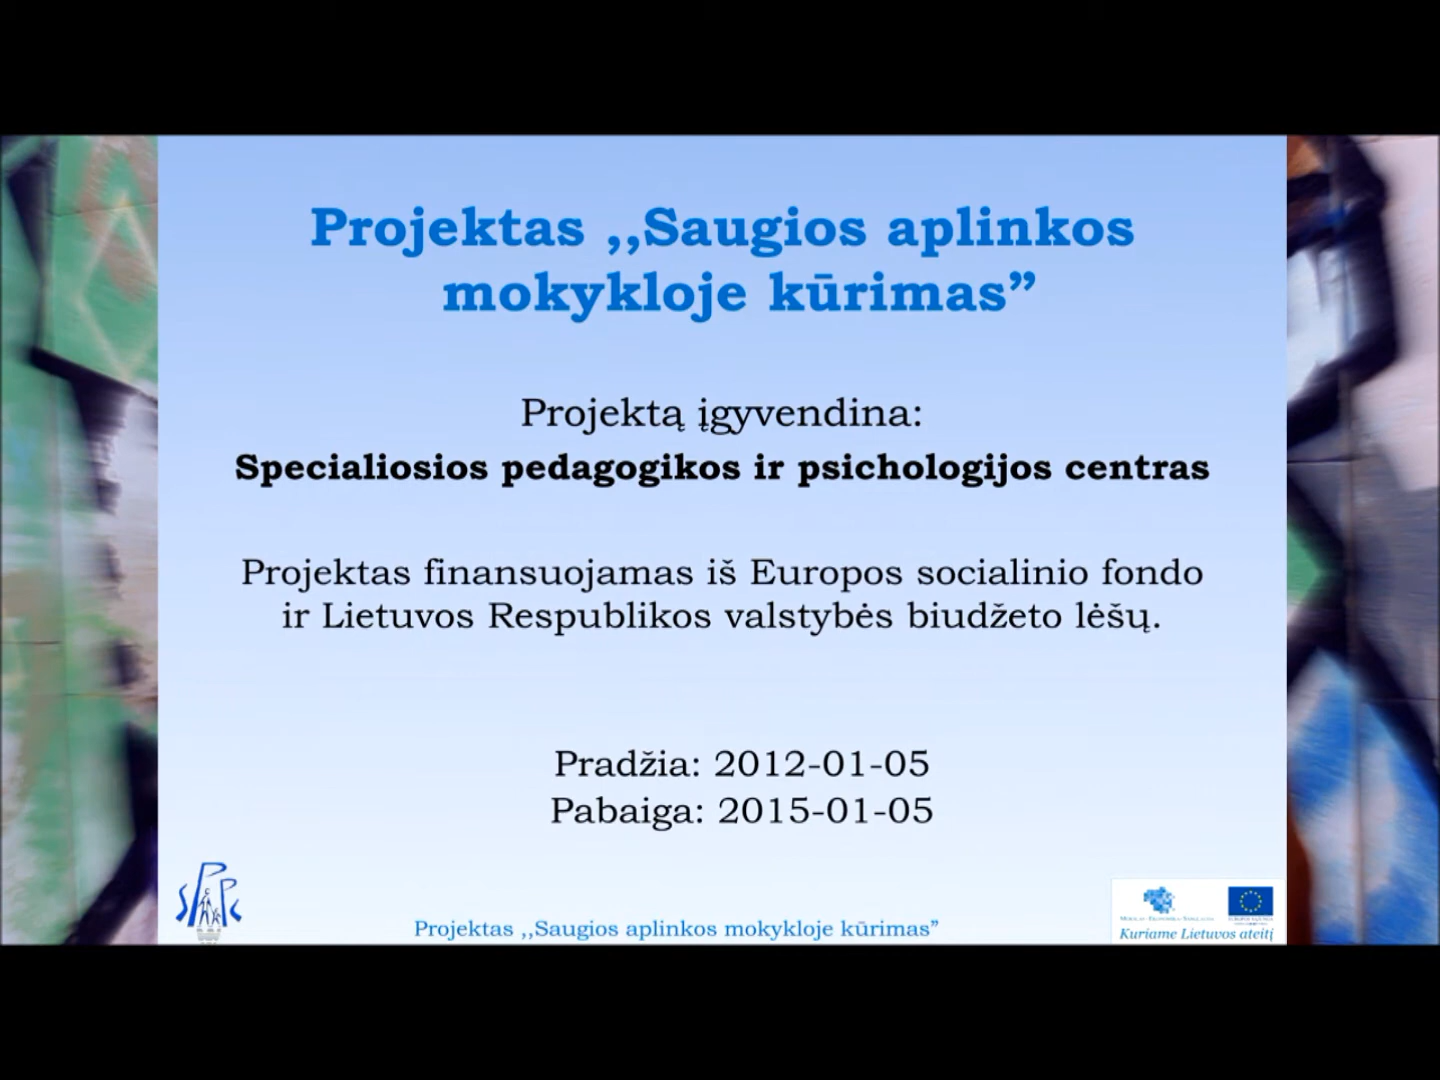 Projektas ,,Saugios aplinkos
mokykloje kūrimas”
Projektą įgyvendina:
Specialiosios pedagogikos ir psichologijos centras
Projektas finansuojamas iš Europos socialinio fondo
ir Lietuvos Respublikos valstybės biudžeto lėšų.
Pradžia: 2012-01-05
Pabaiga: 2015-01-05
Projektas ,,Saugios aplinkos mokykloje kūrimas”
Kuriame Lietuvos ateitį